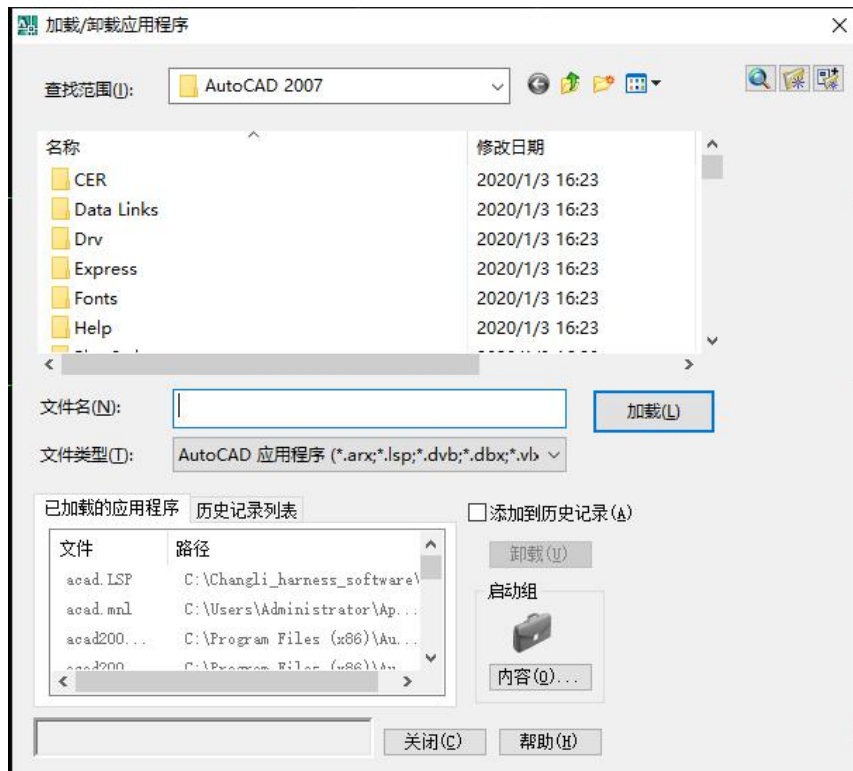 加载/卸载应用程序
查找范围(I): AutoCAD 2007
名称 修改日期
CER 2020/1/3 16:23
Data Links 2020/1/3 16:23
Drv 2020/1/3 16:23
Express 2020/1/3 16:23
Fonts 2020/1/3 16:23
Help 2020/1/3 16:23
文件名(N): 加载(L)
文件类型(T): AutoCAD 应用程序 (*.arx;*.lsp;*.dvb;*.dbx;*.vlx
已加载的应用程序 历史记录列表 添加到历史记录(A)
文件 路径 卸载(U)
acad.LSP C:\Changli_harness_software\
启动组
acad.mnl C:\Users\Administrator\Ap...
acad200... C:\Program Files (x86)\Au...
acad200 C:\Program Files (x86)\Au
内容(O)...
关闭(C) 帮助(H)